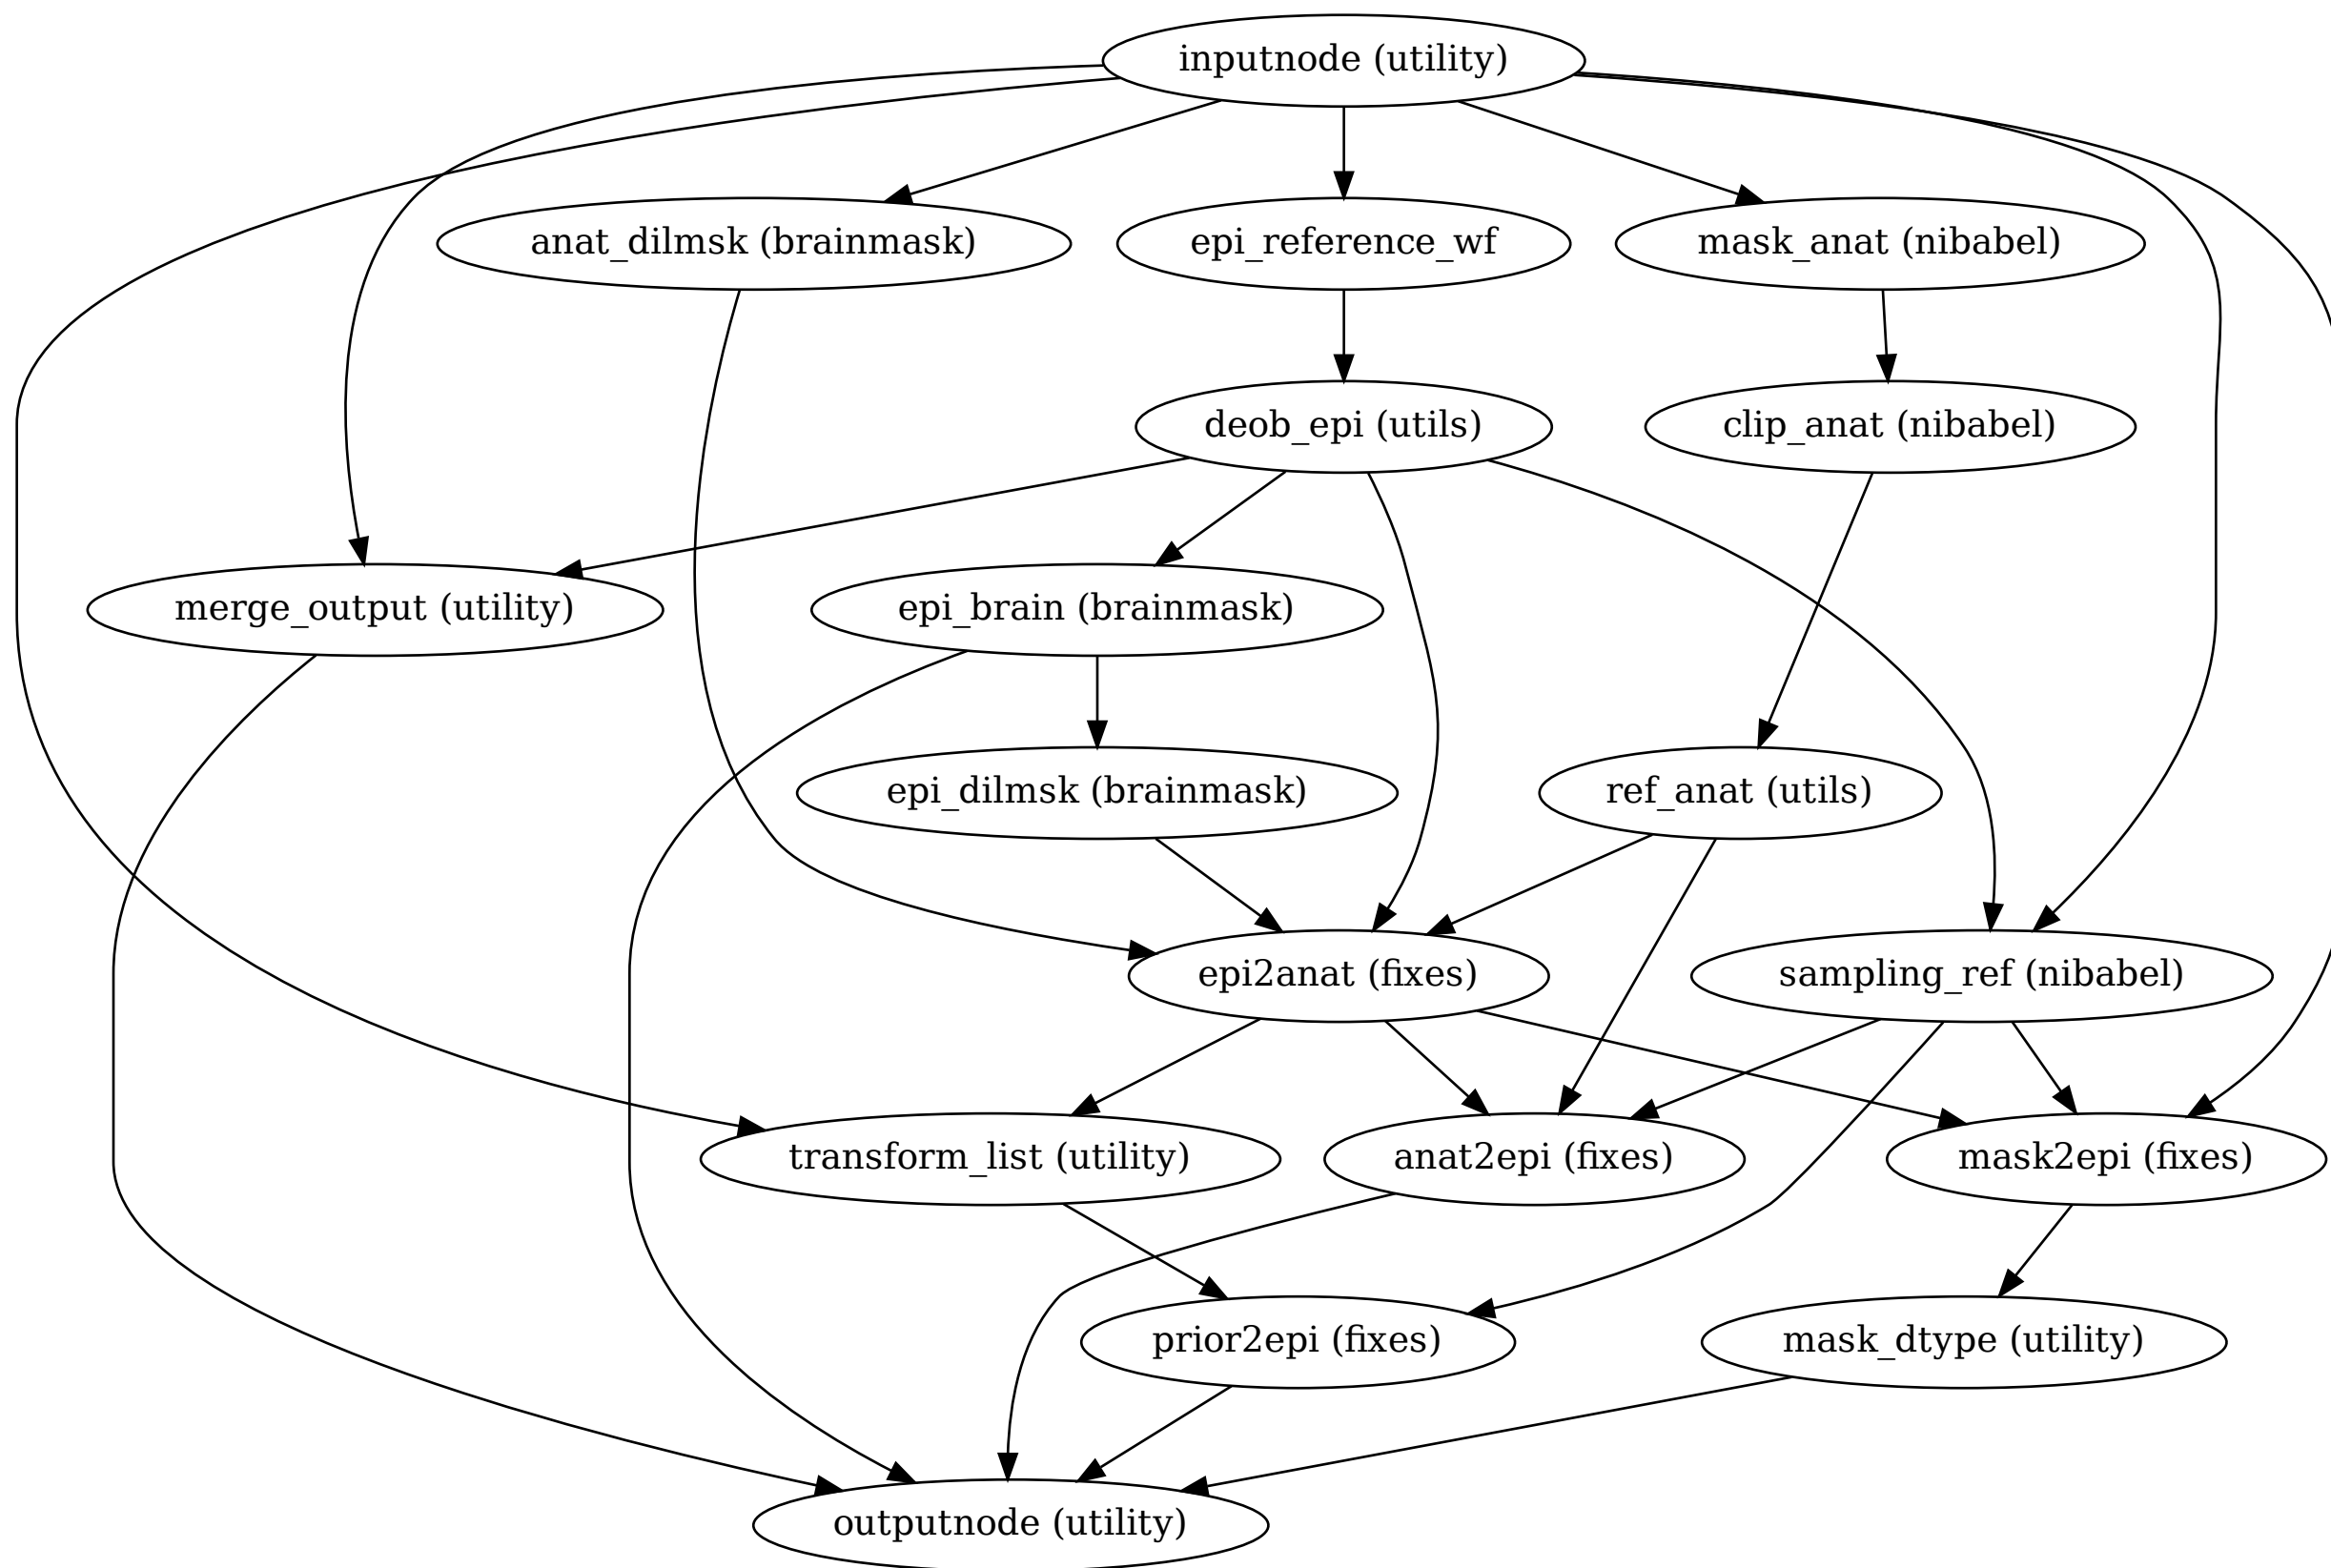 inputnode (utility)
anat_dilmsk (brainmask)
epi_reference_wf
mask_anat (nibabel)
deob_epi (utils)
clip_anat (nibabel)
merge_output (utility)
epi_brain (brainmask)
epi_dilmsk (brainmask)
ref_anat (utils)
epi2anat (fixes)
sampling_ref (nibabel)
transform_list (utility)
anat2epi (fixes)
mask2epi (fixes)
prior2epi (fixes)
mask_dtype (utility)
outputnode (utility)